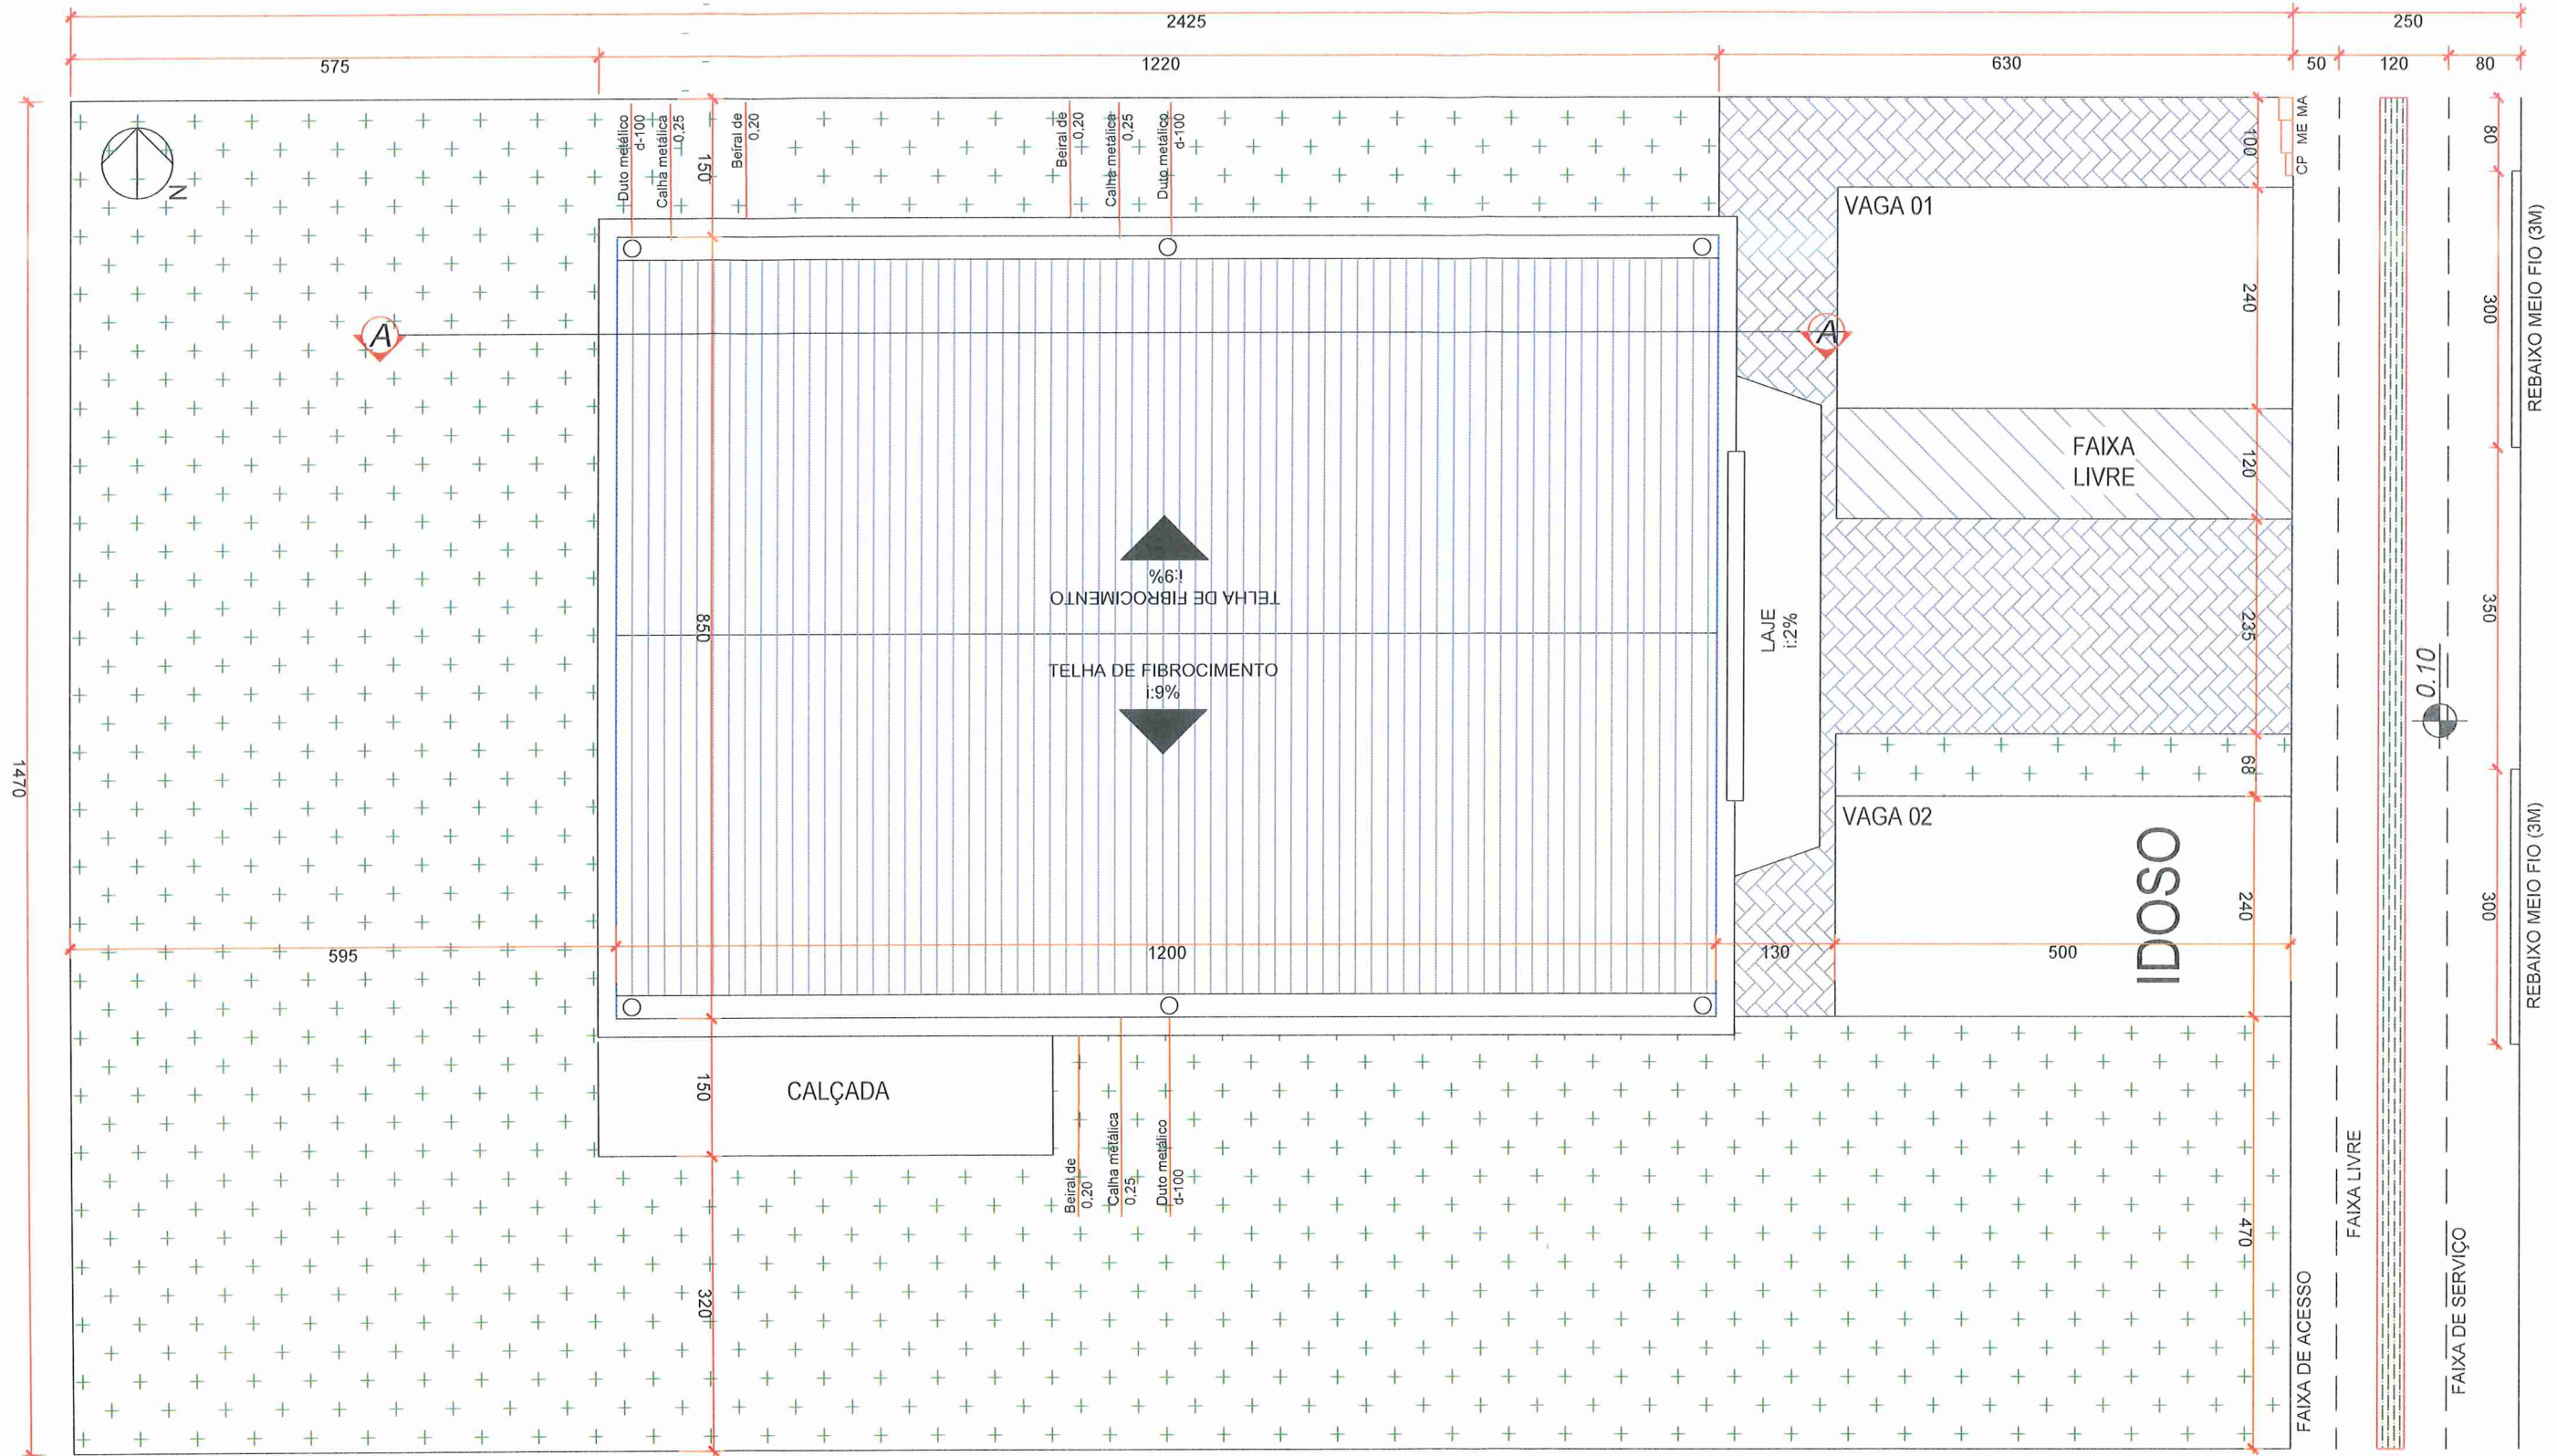 2425
250
575
1220
630
50
120
80
N
Duto metálico
d-100
Calha metálica
0,25
150
Beiral de
0,20
Beiral de
0,20
Calha metálica
0,25
Duto metálico
d-100
100
CP ME MA
80
VAGA 01
240
300
REBAIXO MEIO FIO (3M)
A
A
FAIXA
LIVRE
120
i:9%
TELHA DE FIBROCIMENTO
850
TELHA DE FIBROCIMENTO
i:9%
LAJE
i:2%
235
350
0.10
68
1470
VAGA 02
IDOSO
240
300
REBAIXO MEIO FIO (3M)
595
1200
130
500
150
CALÇADA
Beiral de
0,20
Calha metálica
0,25
Duto metálico
d-100
320
470
FAIXA DE ACESSO
FAIXA LIVRE
FAIXA DE SERVIÇO